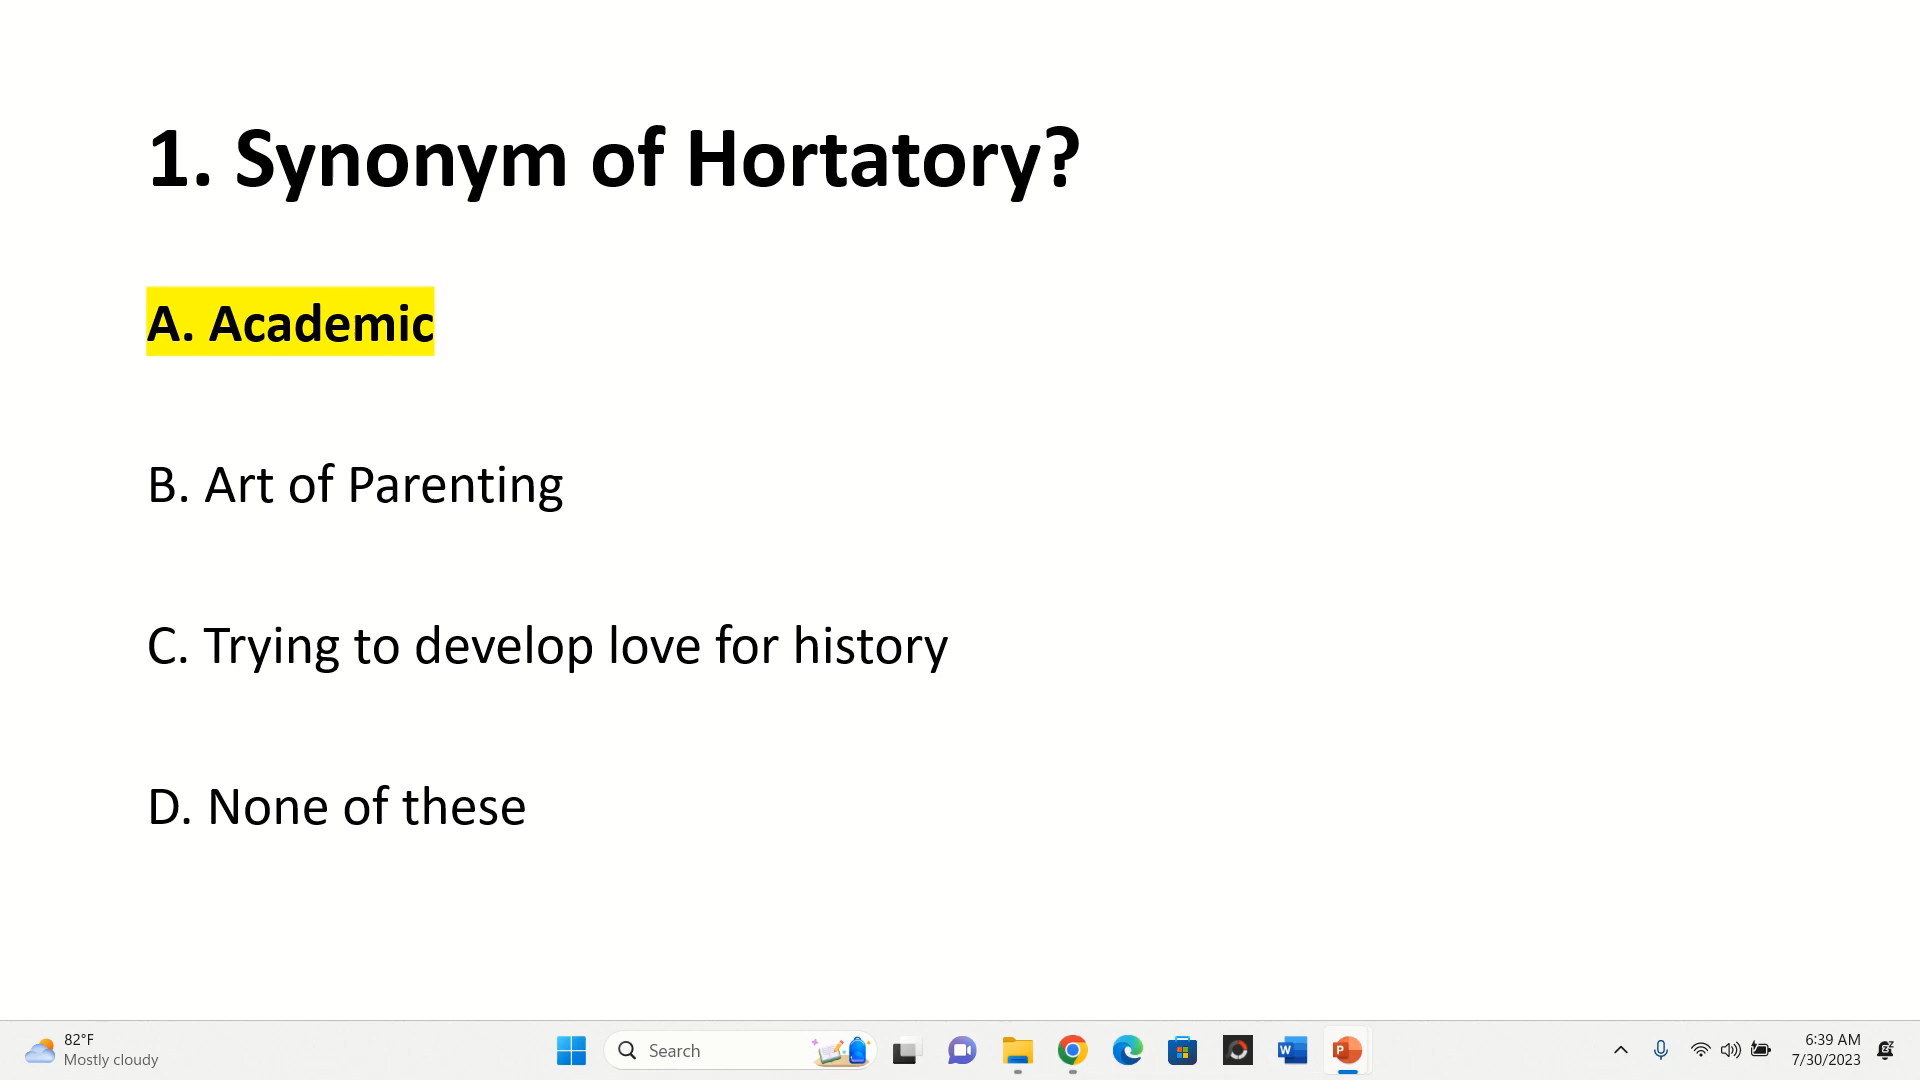 1. Synonym of Hortatory?
A. Academic
B. Art of Parenting
C. Trying to develop love for history
D. None of these
82°F
Mostly cloudy
Search
6:39 AM
7/30/2023